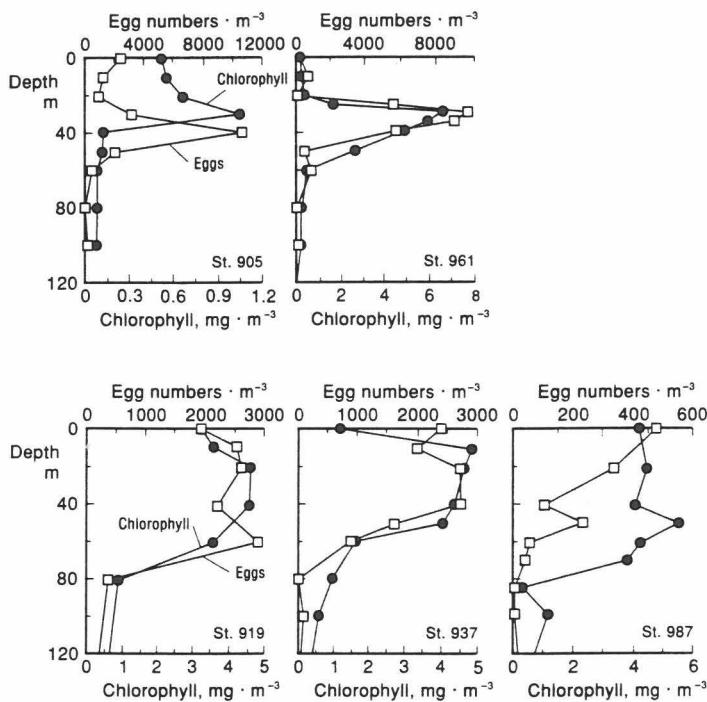 Egg numbers · m⁻³ Egg numbers · m⁻³
0 4000 8000 12000 0 4000 8000
Depth 0
m
Chlorophyll
40
Eggs
80
St. 905 St. 961
120
0 0.3 0.6 0.9 1.2 0 2 4 6 8
Chlorophyll, mg · m⁻³ Chlorophyll, mg · m⁻³
Egg numbers · m⁻³ Egg numbers · m⁻³ Egg numbers · m⁻³
0 1000 2000 3000 0 1000 2000 3000 0 200 400 600
Depth 0
m
40
Chlorophyll
Eggs
80
St. 919 St. 937 St. 987
120
0 1 2 3 4 5 0 1 2 3 4 5 0 2 4 6
Chlorophyll, mg · m⁻³ Chlorophyll, mg · m⁻³ Chlorophyll, mg · m⁻³